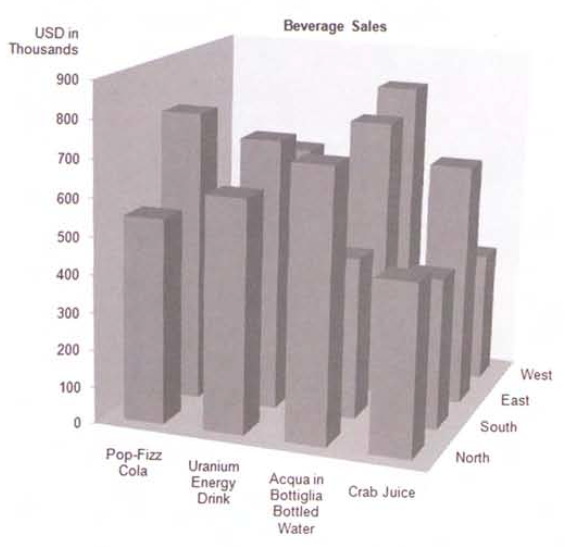 Beverage Sales
USD in
Thousands
900
800
700
600
500
400
300
200
100
0
West
East
South
North
Pop-Fizz
Cola
Uranium
Energy
Drink
Acqua in
Bottiglia
Bottled
Water
Crab Juice